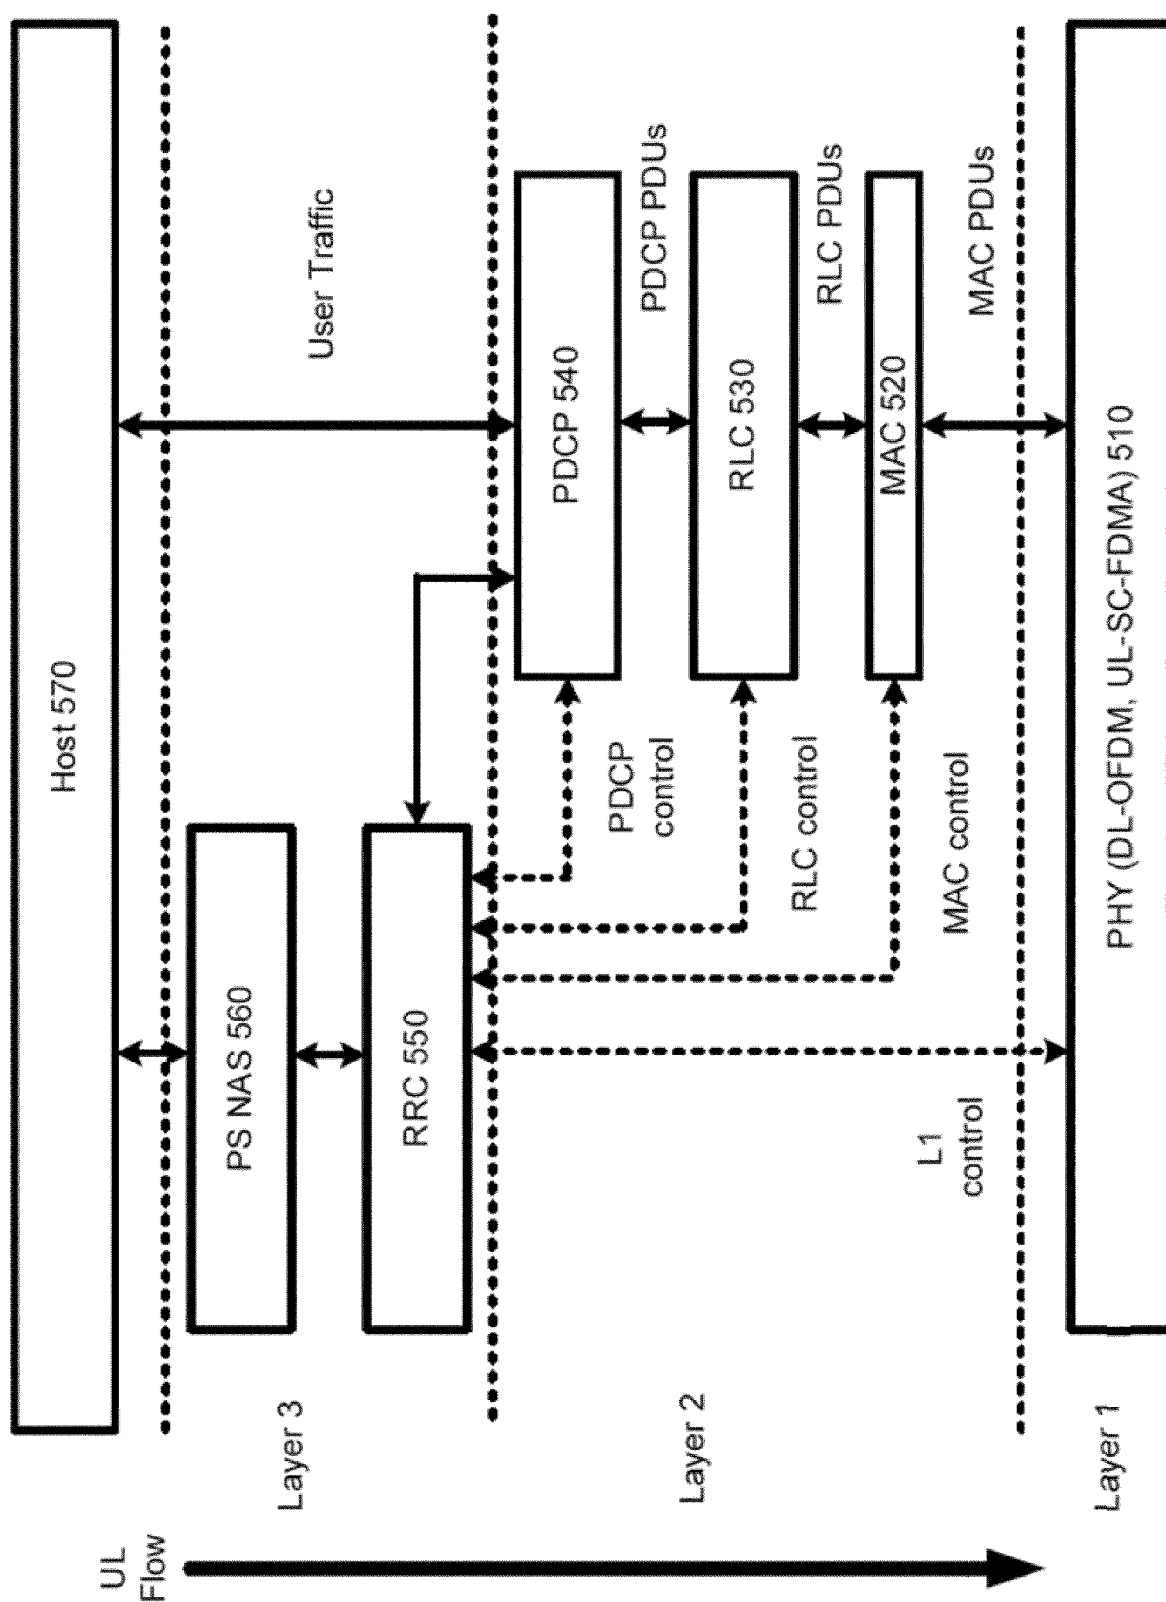 UL
Flow
Host 570
Layer 3
PS NAS 560
User Traffic
RRC 550
Layer 2
PDCP 540
PDCP
control
PDCP PDUs
RLC 530
RLC control
RLC PDUs
MAC 520
MAC control
MAC PDUs
L1
control
Layer 1
PHY (DL-OFDM, UL-SC-FDMA) 510